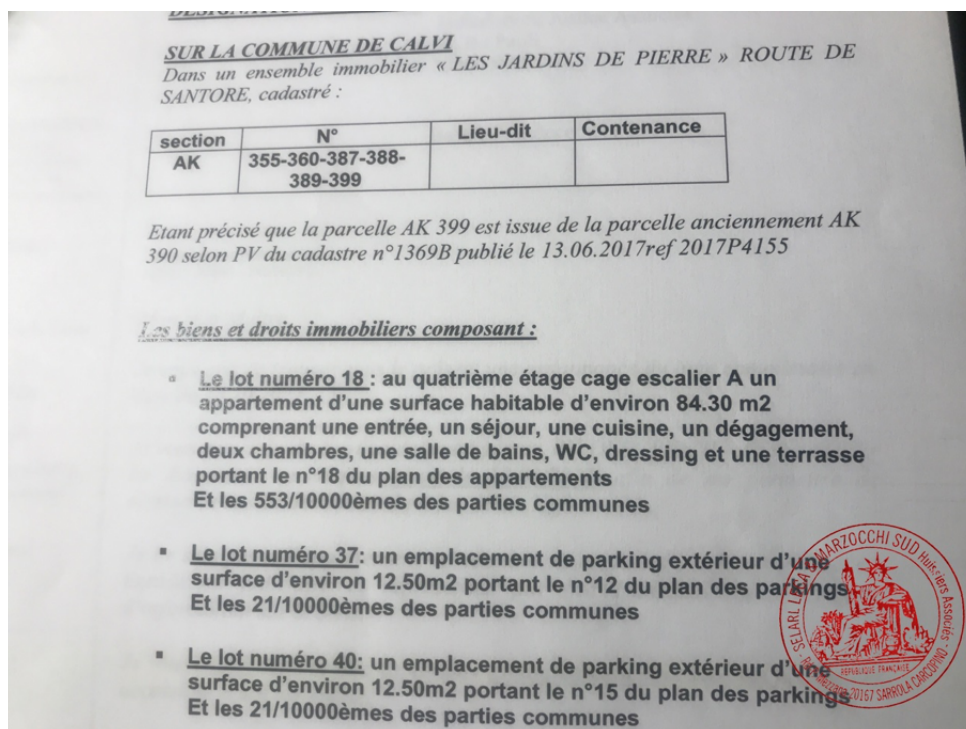 SUR LA COMMUNE DE CALVI
Dans un ensemble immobilier « LES JARDINS DE PIERRE » ROUTE DE
SANTORE, cadastré :
section N° Lieu-dit Contenance
AK 355-360-387-388-
389-399
Etant précisé que la parcelle AK 399 est issue de la parcelle anciennement AK
390 selon PV du cadastre n°1369B publié le 13.06.2017ref 2017P4155
Les biens et droits immobiliers composant :
Le lot numéro 18 : au quatrième étage cage escalier A un
appartement d'une surface habitable d'environ 84.30 m2
comprenant une entrée, un séjour, une cuisine, un dégagement,
deux chambres, une salle de bains, WC, dressing et une terrasse
portant le n°18 du plan des appartements
Et les 553/10000èmes des parties communes
Le lot numéro 37: un emplacement de parking extérieur d'une
surface d'environ 12.50m2 portant le n°12 du plan des parkings
Et les 21/10000èmes des parties communes
Le lot numéro 40: un emplacement de parking extérieur d'une
surface d'environ 12.50m2 portant le n°15 du plan des parkings
Et les 21/10000èmes des parties communes
SELARL MARZOCCHI SUD Huissiers Associés
REPUBLIQUE FRANÇAISE
20167 SARROLA CARCOPINO